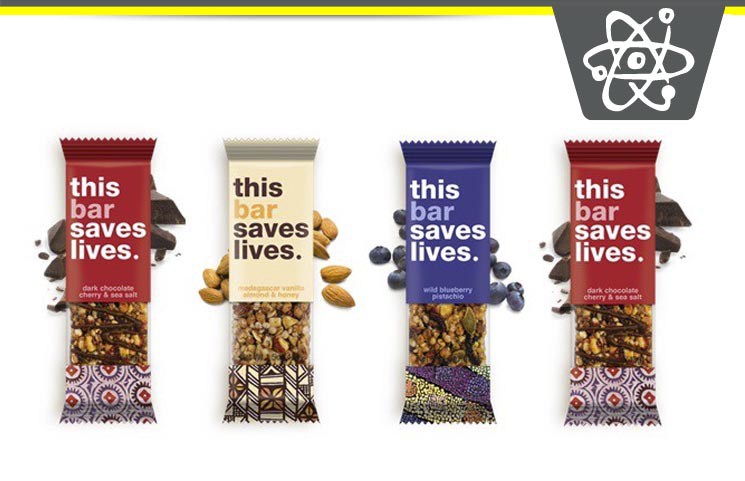 this
bar
saves
lives.
dark chocolate
cherry & sea salt
this
bar
saves
lives.
madagascar vanilla
almond & honey
this
bar
saves
lives.
wild blueberry
pistachio
this
bar
saves
lives.
dark chocolate
cherry & sea salt